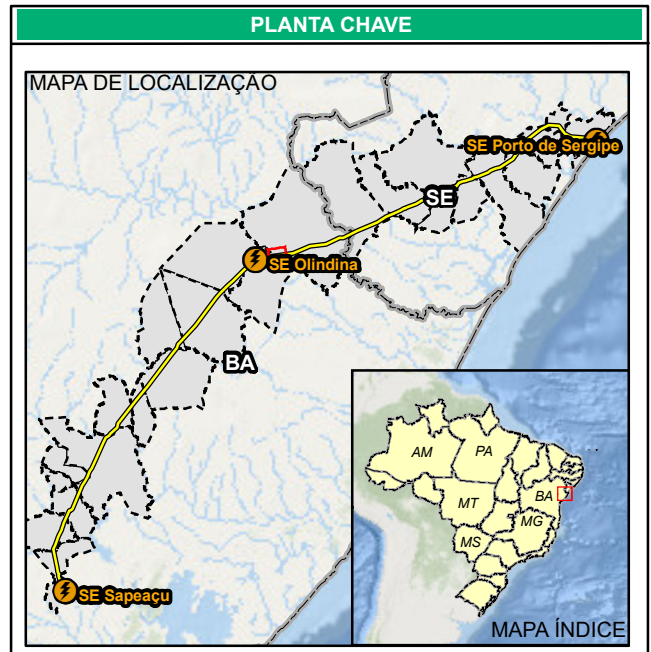 PLANTA CHAVE
MAPA DE LOCALIZAÇÃO
SE Porto de Sergipe
SE
SE Olindina
BA
SE Sapeaçu
AM
PA
MT
BA
MG
MS
MAPA ÍNDICE